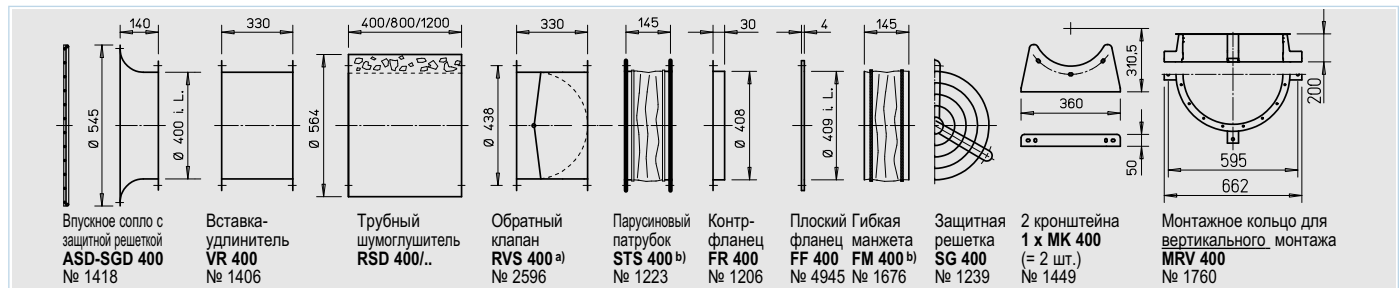 140
330
400/800/1200
330
145
30
4
145
Ø 545
Ø 400 i. L.
Ø 564
Ø 438
Ø 408
Ø 409 i. L.
310,5
360
50
200
595
662
Впускное сопло с
защитной решеткой
ASD-SGD 400
№ 1418
Вставка-
удлинитель
VR 400
№ 1406
Трубный
шумоглушитель
RSD 400/..
Обратный
клапан
RVS 400 a)
№ 2596
Парусиновый
патрубок
STS 400 b)
№ 1223
Контр-
фланец
FR 400
№ 1206
Плоский
фланец
FF 400
№ 4945
Гибкая
манжета
FM 400 b)
№ 1676
Защитная
решетка
SG 400
№ 1239
2 кронштейна
1 x MK 400
(= 2 шт.)
№ 1449
Монтажное кольцо для
вертикального монтажа
MRV 400
№ 1760